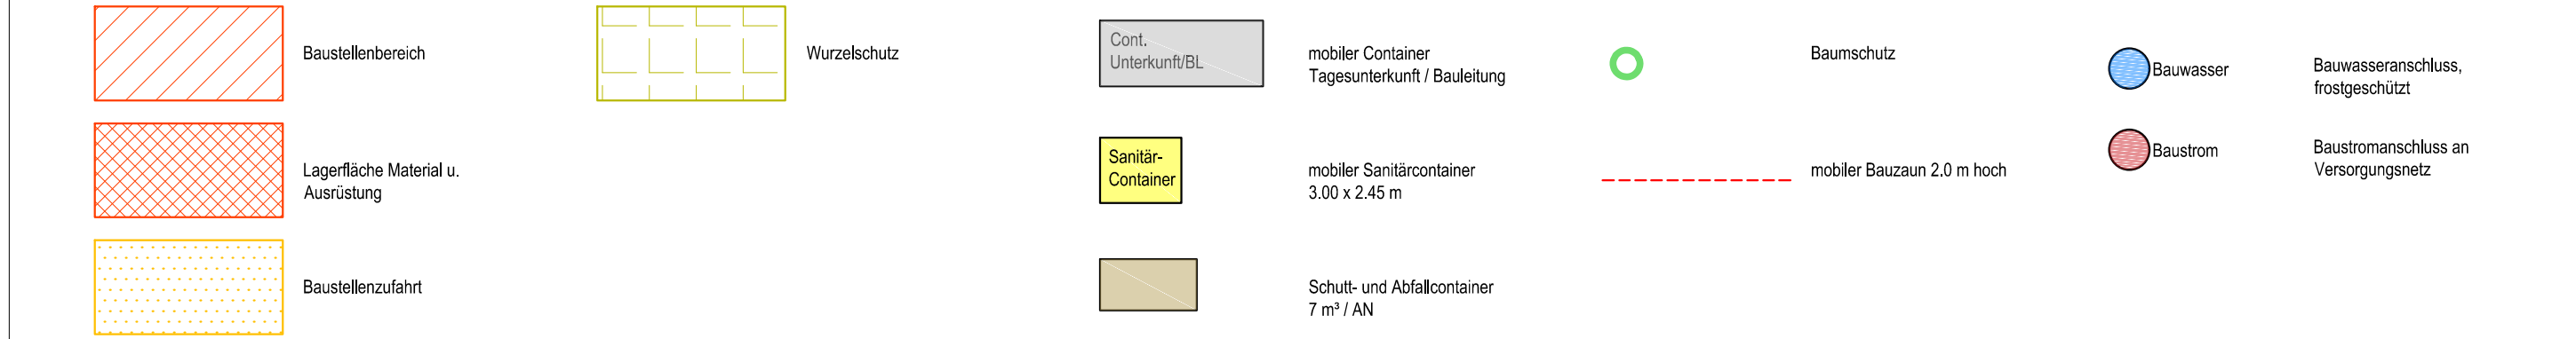 Baustellenbereich
Lagerfläche Material u.
Ausrüstung
Baustellenzufahrt
Wurzelschutz
Cont.
Unterkunft/BL
mobiler Container
Tagesunterkunft / Bauleitung
Sanitär-
Container
mobiler Sanitärcontainer
3.00 x 2.45 m
Schutt- und Abfallcontainer
7 m³ / AN
Baumschutz
mobiler Bauzaun 2.0 m hoch
Bauwasser
Bauwasseranschluss,
frostgeschützt
Baustrom
Baustromanschluss an
Versorgungsnetz